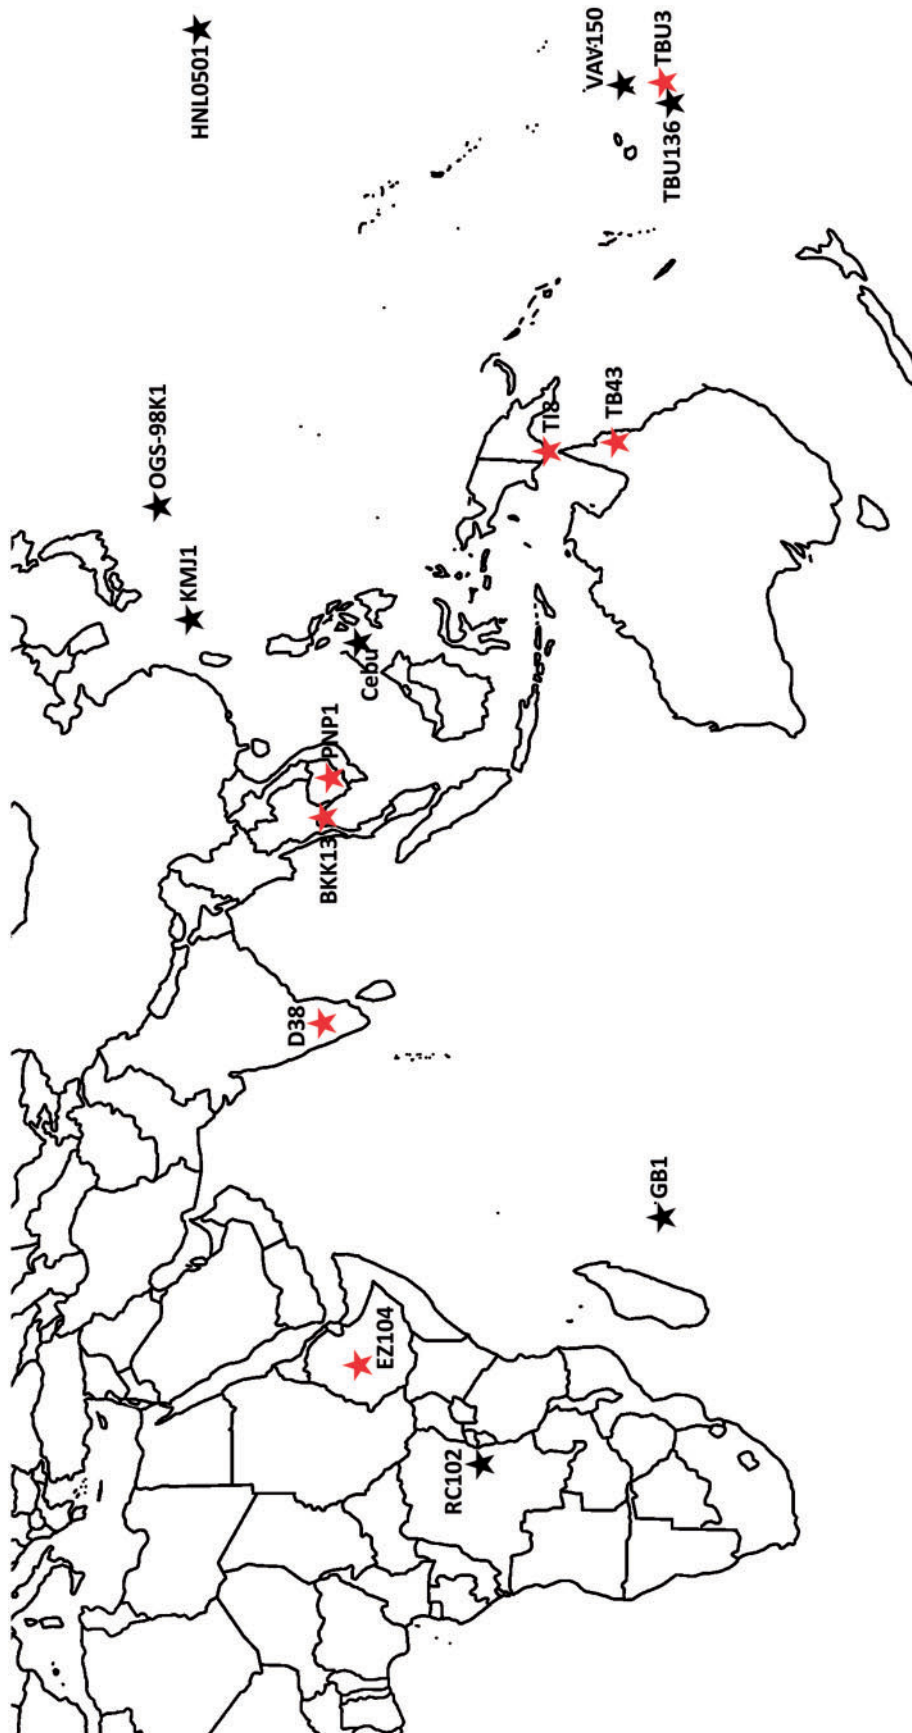 HNL0501
VAV150
TBU3
TBU136
OGS-98K1
KMJ1
TI8
TB43
Cebu
PNP1
BKK13
D38
GB1
EZ104
RC102